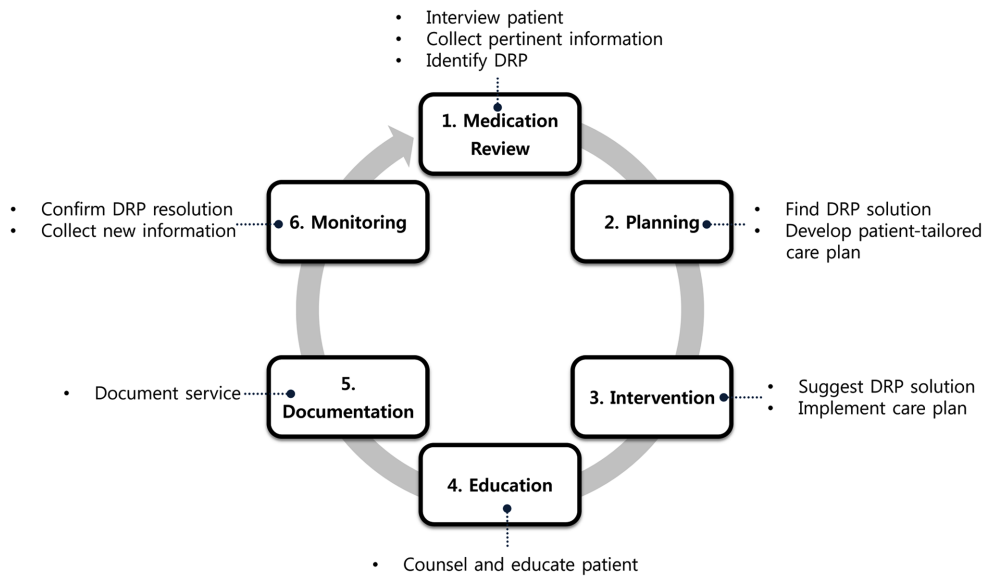 • Interview patient
• Collect pertinent information
• Identify DRP
1. Medication
Review
2. Planning
• Find DRP solution
• Develop patient-tailored
care plan
3. Intervention
• Suggest DRP solution
• Implement care plan
4. Education
• Counsel and educate patient
5.
Documentation
• Document service
6. Monitoring
• Confirm DRP resolution
• Collect new information